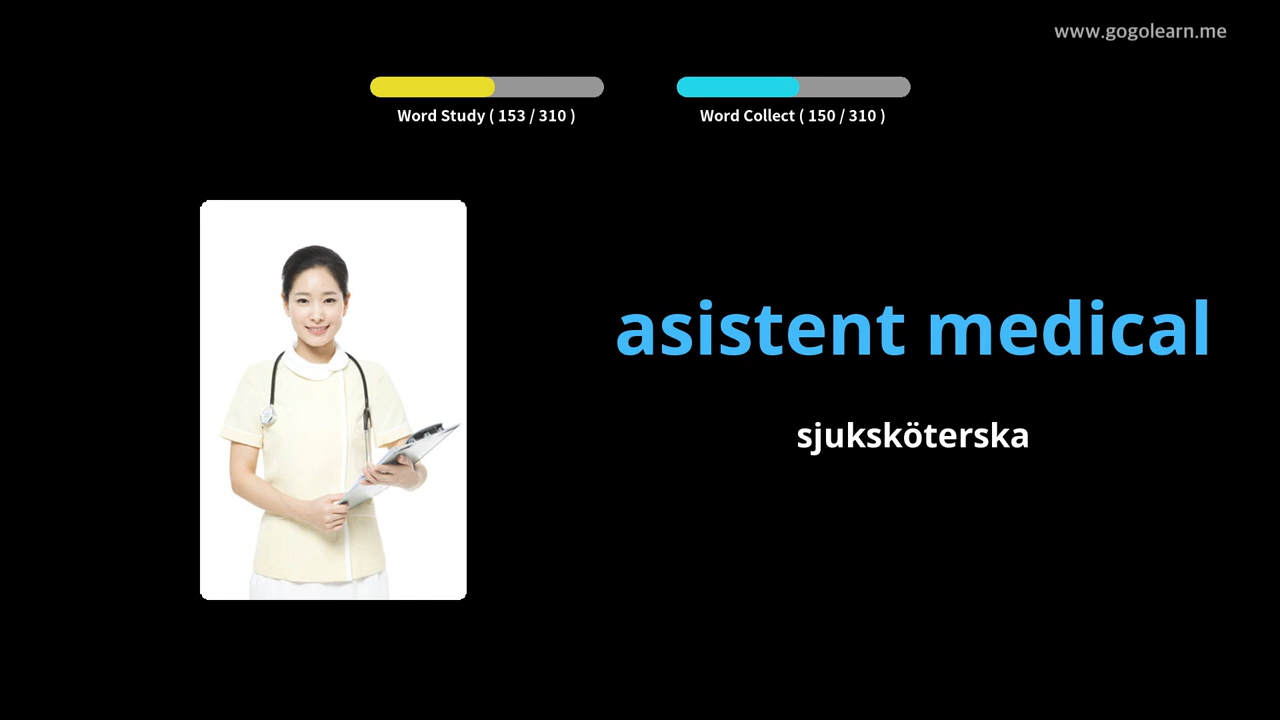 www.gogolearn.me
Word Study ( 153 / 310 )
Word Collect ( 150 / 310 )
asistent medical
sjuksköterska